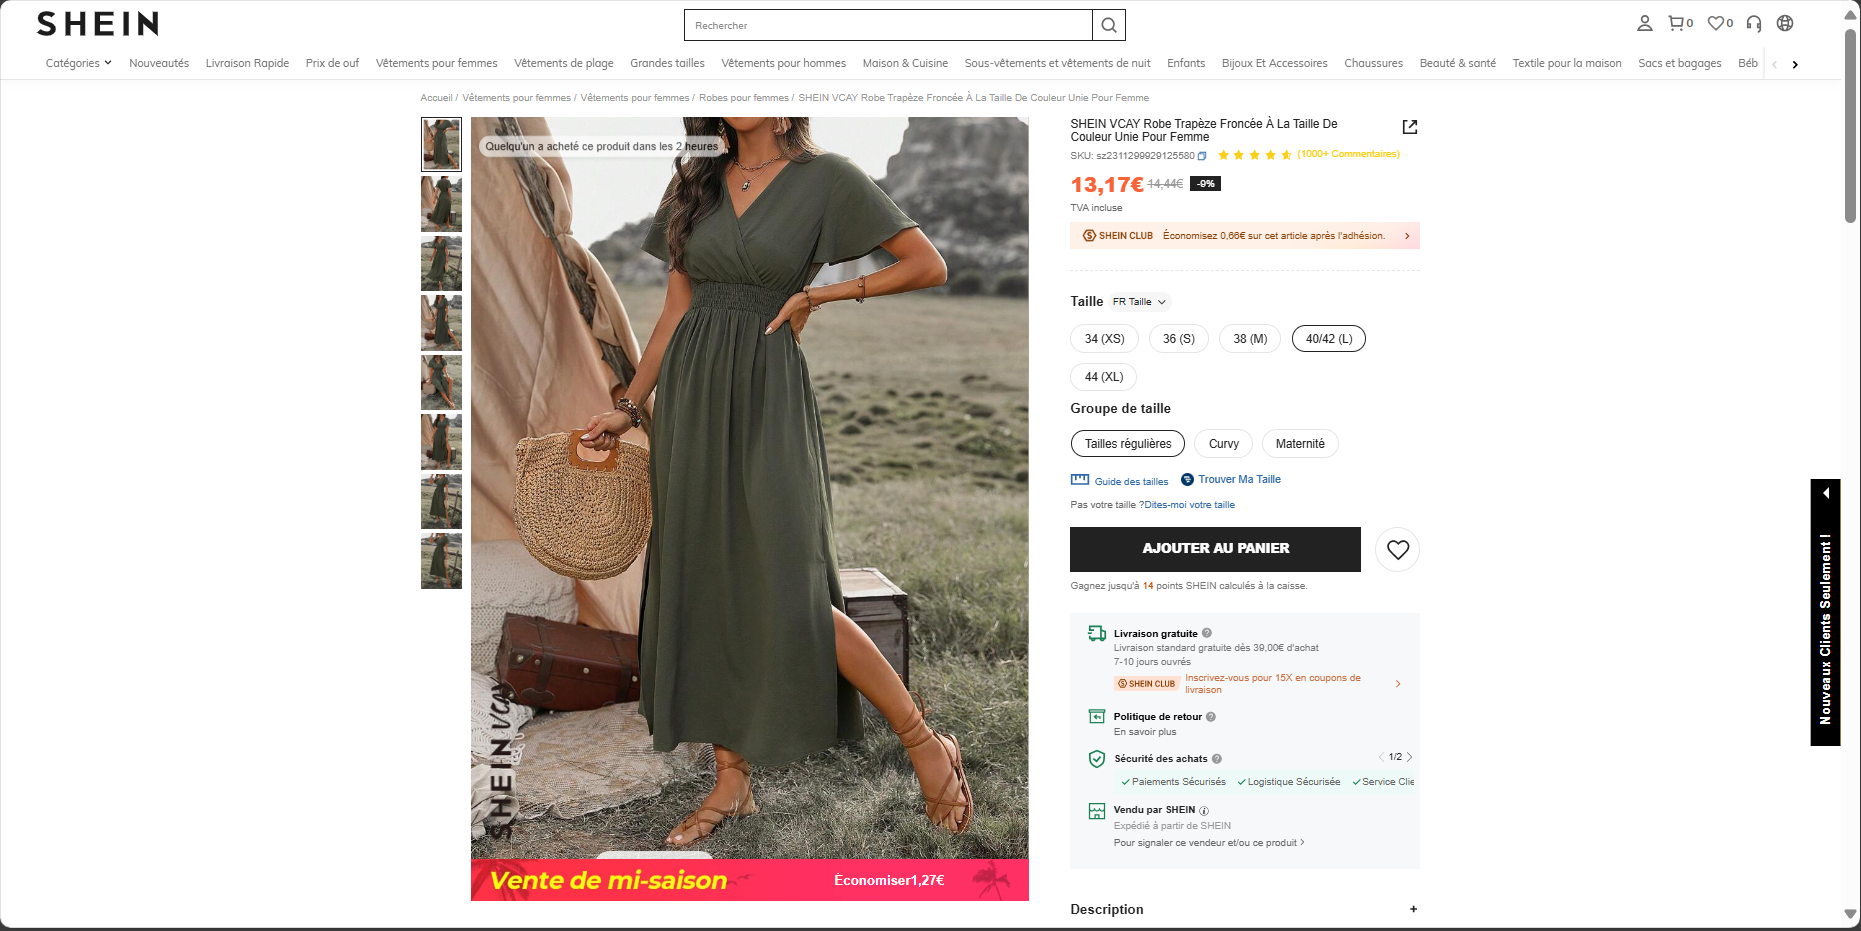 SHEIN
Rechercher
0
0
Catégories
Nouveautés
Livraison Rapide
Prix de ouf
Vêtements pour femmes
Vêtements de plage
Grandes tailles
Vêtements pour hommes
Maison & Cuisine
Sous-vêtements et vêtements de nuit
Enfants
Bijoux Et Accessoires
Chaussures
Beauté & santé
Textile pour la maison
Sacs et bagages
Béb
Accueil / Vêtements pour femmes / Vêtements pour femmes / Robes pour femmes / SHEIN VCAY Robe Trapèze Froncée À La Taille De Couleur Unie Pour Femme
Quelqu'un a acheté ce produit dans les 2 heures
SHEIN VCAY
Vente de mi-saison
Économiser1,27€
SHEIN VCAY Robe Trapèze Froncée À La Taille De
Couleur Unie Pour Femme
SKU: sz2311299929125580
(1000+ Commentaires)
13,17€ 14,44€ -9%
TVA incluse
SHEIN CLUB Économisez 0,66€ sur cet article après l'adhésion.
Taille FR Taille
34 (XS)
36 (S)
38 (M)
40/42 (L)
44 (XL)
Groupe de taille
Tailles régulières
Curvy
Maternité
Guide des tailles
Trouver Ma Taille
Pas votre taille ?Dites-moi votre taille
AJOUTER AU PANIER
Gagnez jusqu'à 14 points SHEIN calculés à la caisse.
Livraison gratuite
Livraison standard gratuite dès 39,00€ d'achat
7-10 jours ouvrés
SHEIN CLUB Inscrivez-vous pour 15X en coupons de
livraison
Politique de retour
En savoir plus
Sécurité des achats
1/2
Paiements Sécurisés
Logistique Sécurisée
Service Clie
Vendu par SHEIN
Expédié à partir de SHEIN
Pour signaler ce vendeur et/ou ce produit
Description +
Nouveaux Clients Seulement !